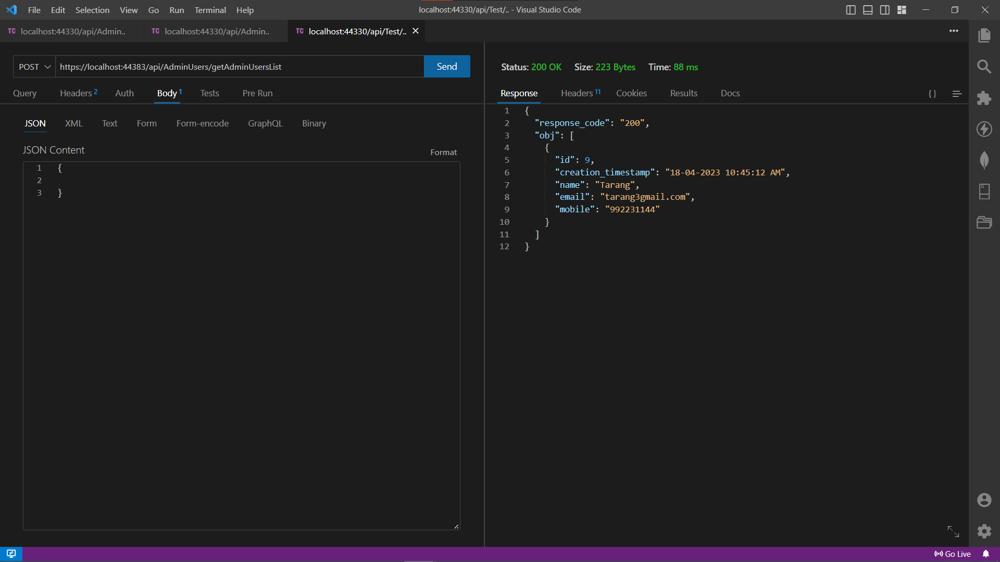 File Edit Selection View Go Run Terminal Help
localhost:44330/api/Test/.. - Visual Studio Code
TC localhost:44330/api/Admin..
TC localhost:44330/api/Admin..
TC localhost:44330/api/Test/..
POST
https://localhost:44383/api/AdminUsers/getAdminUsersList
Send
Query Headers 2 Auth Body 1 Tests Pre Run
JSON XML Text Form Form-encode GraphQL Binary
JSON Content
Format
1 {
2
3 }
Status: 200 OK Size: 223 Bytes Time: 88 ms
Response Headers 11 Cookies Results Docs
{ }
1 {
2 "response_code": "200",
3 "obj": [
4 {
5 "id": 9,
6 "creation_timestamp": "18-04-2023 10:45:12 AM",
7 "name": "Tarang",
8 "email": "tarang3gmail.com",
9 "mobile": "992231144"
10 }
11 ]
12 }
Go Live